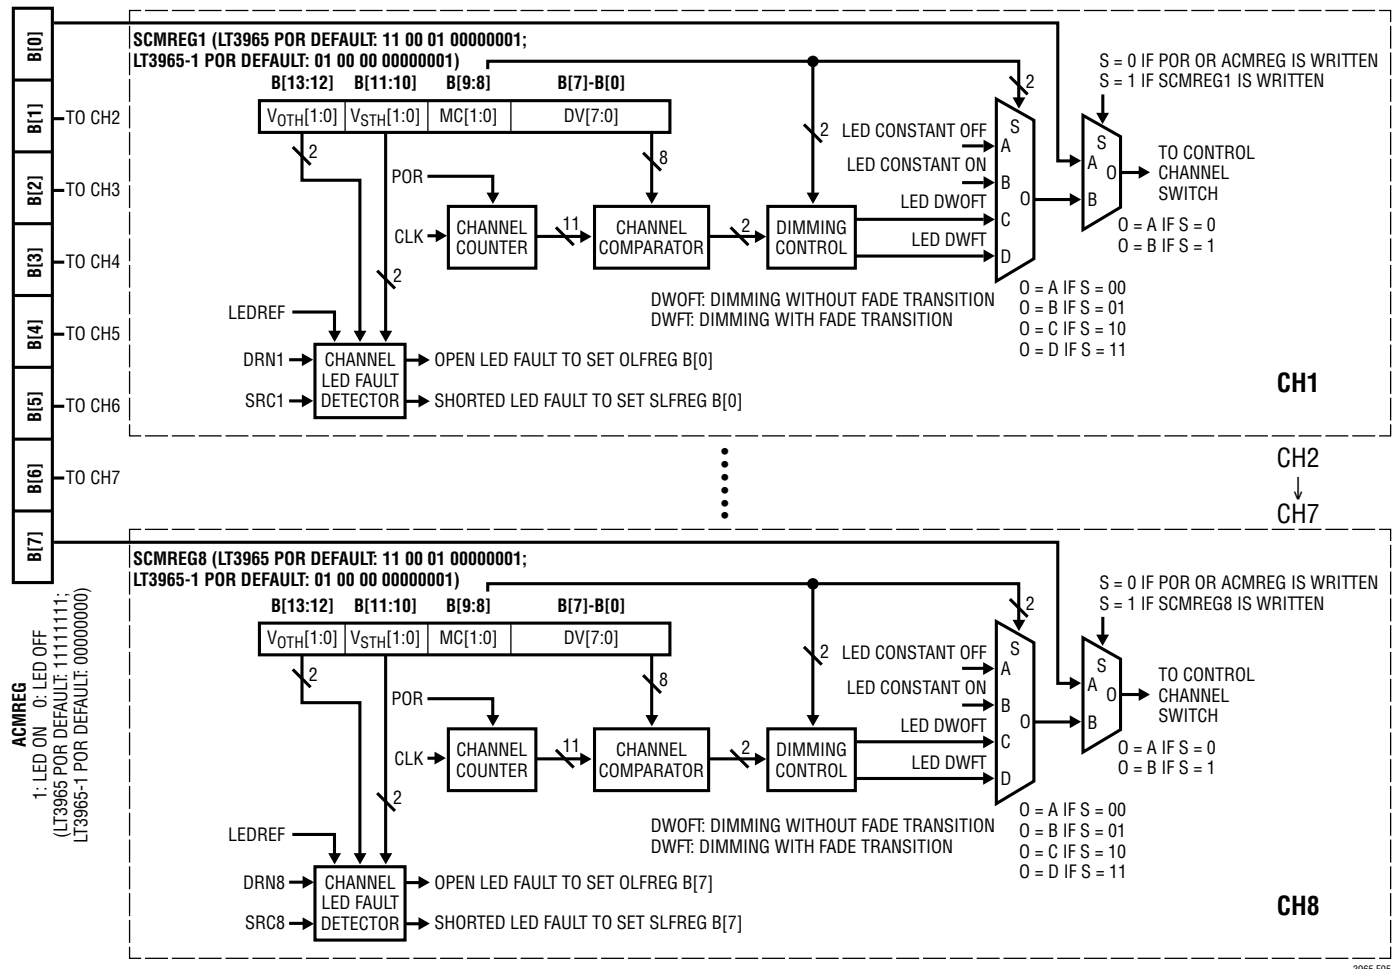 B[0]
B[1]
B[2]
B[3]
B[4]
B[5]
B[6]
B[7]
TO CH2
TO CH3
TO CH4
TO CH5
TO CH6
TO CH7
ACMREG
1: LED ON 0: LED OFF
(LT3965 POR DEFAULT: 11111111;
LT3965-1 POR DEFAULT: 00000000)
SCMREG1 (LT3965 POR DEFAULT: 11 00 01 00000001;
LT3965-1 POR DEFAULT: 01 00 00 00000001)
B[13:12] B[11:10] B[9:8] B[7]-B[0]
VOTH[1:0] VSTH[1:0] MC[1:0] DV[7:0]
2
2
8
2
2
POR
CLK
CHANNEL
COUNTER
11
CHANNEL
COMPARATOR
2
DIMMING
CONTROL
LED CONSTANT OFF
LED CONSTANT ON
LED DWOFT
LED DWFT
S
A
B
C
D
O
S = 0 IF POR OR ACMREG IS WRITTEN
S = 1 IF SCMREG1 IS WRITTEN
S
A
B
O
TO CONTROL
CHANNEL
SWITCH
O = A IF S = 0
O = B IF S = 1
DWOFT: DIMMING WITHOUT FADE TRANSITION
DWFT: DIMMING WITH FADE TRANSITION
O = A IF S = 00
O = B IF S = 01
O = C IF S = 10
O = D IF S = 11
LEDREF
DRN1
SRC1
CHANNEL
LED FAULT
DETECTOR
OPEN LED FAULT TO SET OLFREG B[0]
SHORTED LED FAULT TO SET SLFREG B[0]
CH1
CH2
CH7
SCMREG8 (LT3965 POR DEFAULT: 11 00 01 00000001;
LT3965-1 POR DEFAULT: 01 00 00 00000001)
B[13:12] B[11:10] B[9:8] B[7]-B[0]
VOTH[1:0] VSTH[1:0] MC[1:0] DV[7:0]
2
2
8
2
2
POR
CLK
CHANNEL
COUNTER
11
CHANNEL
COMPARATOR
2
DIMMING
CONTROL
LED CONSTANT OFF
LED CONSTANT ON
LED DWOFT
LED DWFT
S
A
B
C
D
O
S = 0 IF POR OR ACMREG IS WRITTEN
S = 1 IF SCMREG8 IS WRITTEN
S
A
B
O
TO CONTROL
CHANNEL
SWITCH
O = A IF S = 0
O = B IF S = 1
DWOFT: DIMMING WITHOUT FADE TRANSITION
DWFT: DIMMING WITH FADE TRANSITION
O = A IF S = 00
O = B IF S = 01
O = C IF S = 10
O = D IF S = 11
LEDREF
DRN8
SRC8
CHANNEL
LED FAULT
DETECTOR
OPEN LED FAULT TO SET OLFREG B[7]
SHORTED LED FAULT TO SET SLFREG B[7]
CH8
3965 F05